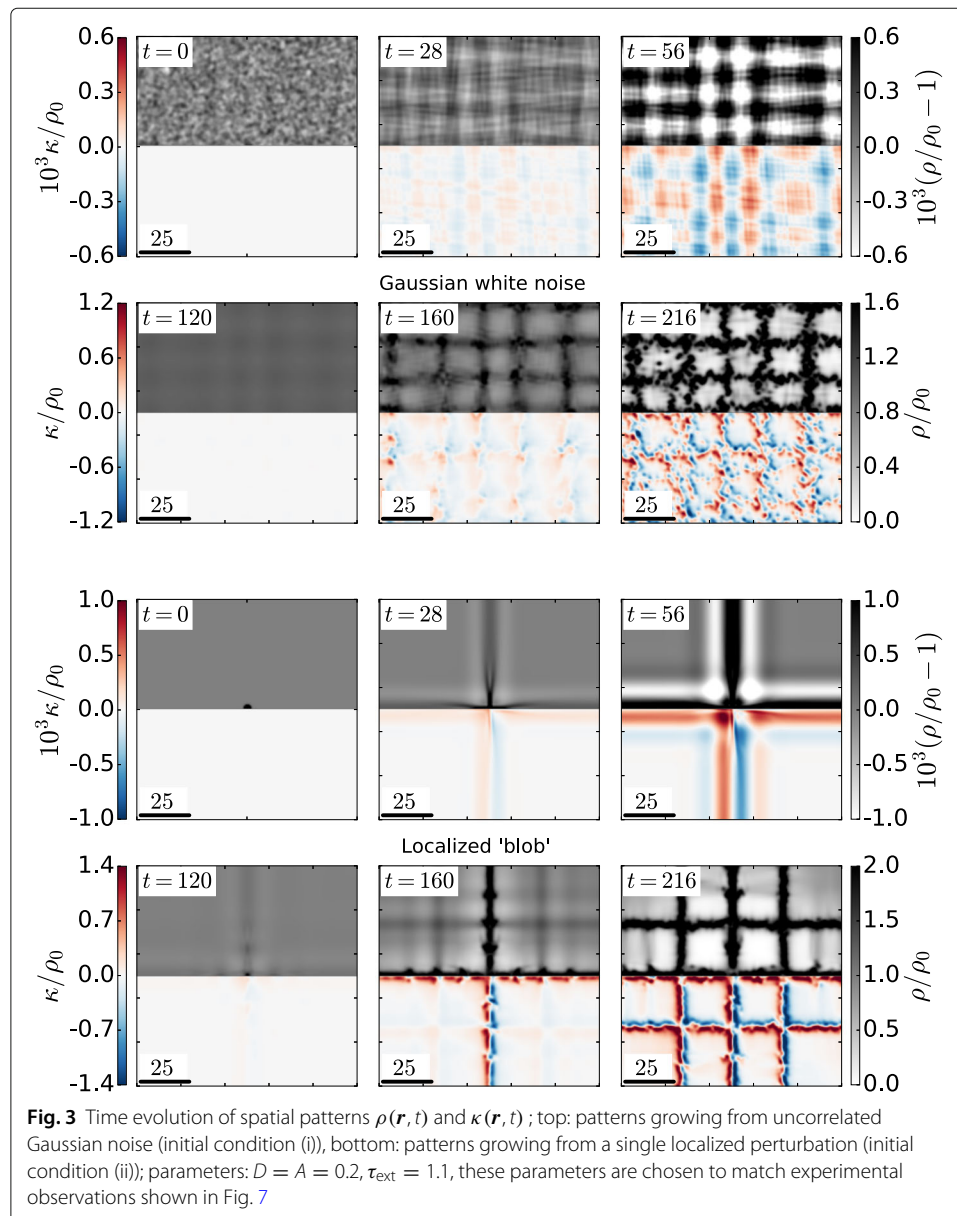 0.6
0.3
0.0
-0.3
-0.6
10³ κ/ρ₀
t = 0
25
t = 28
25
t = 56
25
0.6
0.3
0.0
-0.3
-0.6
10³(ρ/ρ₀ − 1)
Gaussian white noise
1.2
0.6
0.0
-0.6
-1.2
κ/ρ₀
t = 120
25
t = 160
25
t = 216
25
1.6
1.2
0.8
0.4
0.0
ρ/ρ₀
1.0
0.5
0.0
-0.5
-1.0
10³ κ/ρ₀
t = 0
25
t = 28
25
t = 56
25
1.0
0.5
0.0
-0.5
-1.0
10³(ρ/ρ₀ − 1)
Localized 'blob'
1.4
0.7
0.0
-0.7
-1.4
κ/ρ₀
t = 120
25
t = 160
25
t = 216
25
2.0
1.5
1.0
0.5
0.0
ρ/ρ₀
Fig. 3 Time evolution of spatial patterns ρ(r, t) and κ(r, t) ; top: patterns growing from uncorrelated
Gaussian noise (initial condition (i)), bottom: patterns growing from a single localized perturbation (initial
condition (ii)); parameters: D = A = 0.2, τext = 1.1, these parameters are chosen to match experimental
observations shown in Fig. 7